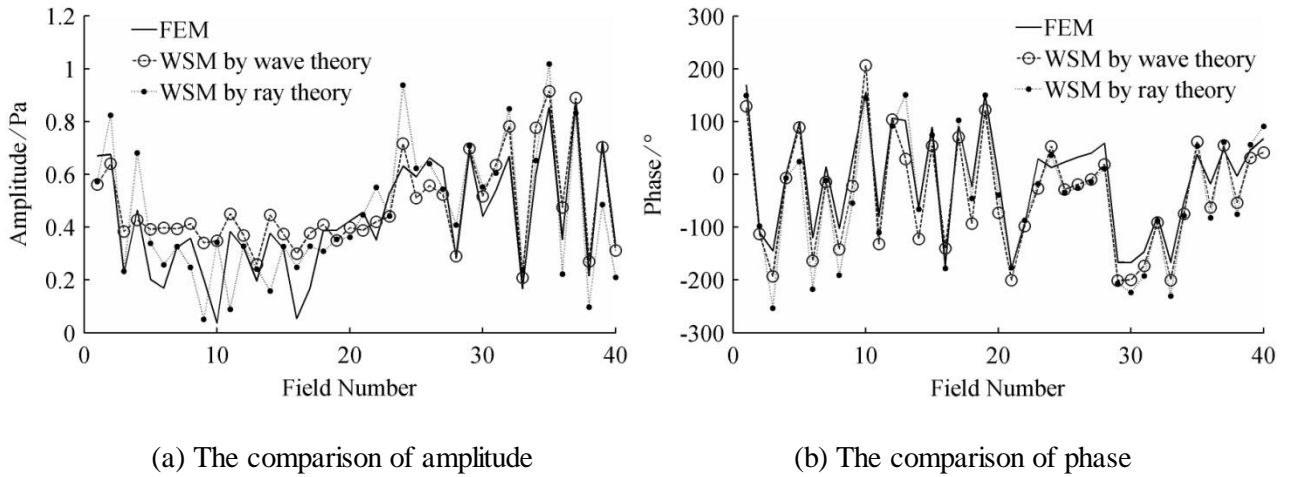 1.2
1
0.8
0.6
0.4
0.2
0
Amplitude/Pa
FEM
WSM by wave theory
WSM by ray theory
0 10 20 30 40
Field Number
(a) The comparison of amplitude
300
200
100
0
-100
-200
-300
Phase/°
FEM
WSM by wave theory
WSM by ray theory
0 10 20 30 40
Field Number
(b) The comparison of phase